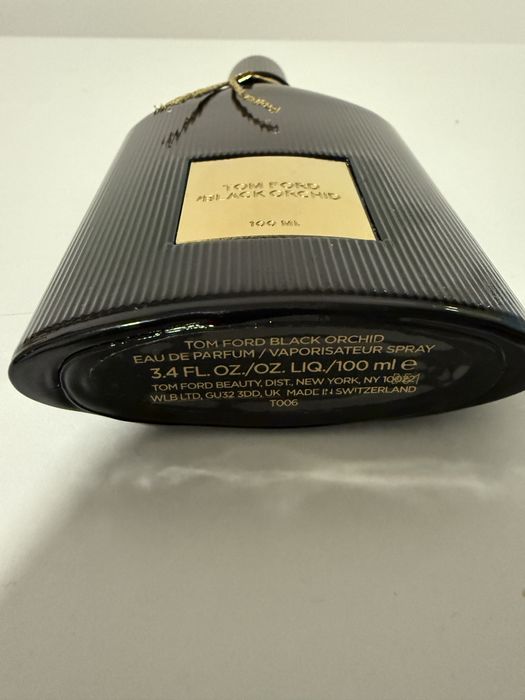 TOM FORD
BLACK ORCHID
100 ML
TOM FORD BLACK ORCHID
EAU DE PARFUM / VAPORISATEUR SPRAY
3.4 FL. OZ./OZ. LIQ./100 ml ℮
TOM FORD BEAUTY, DIST. NEW YORK, NY 10022
WLB LTD, GU32 3DD, UK MADE IN SWITZERLAND
T006